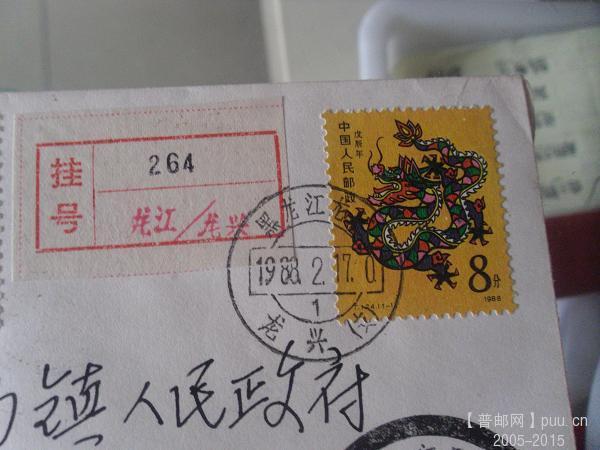 挂号
264
龙江/龙兴
龙江
1988.2.17.0
1
龙兴
戊辰年
中国人民邮政
8分
T.124.(1-1)
1988
镇人民政府
【普邮网】puu.cn
2005-2015